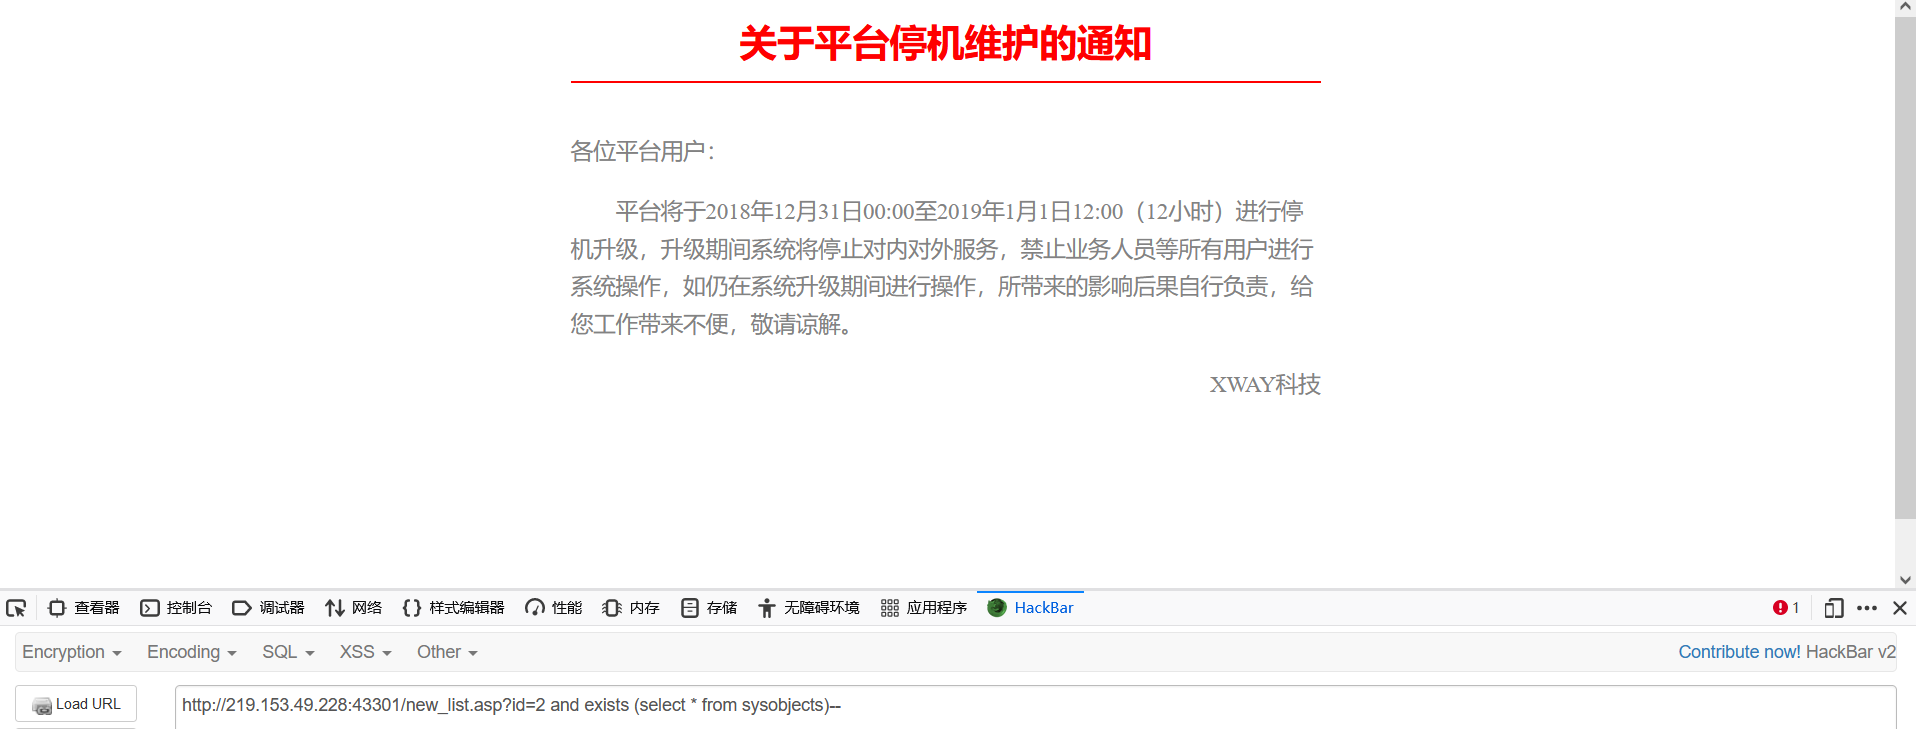 关于平台停机维护的通知
各位平台用户：
平台将于2018年12月31日00:00至2019年1月1日12:00（12小时）进行停
机升级，升级期间系统将停止对内对外服务，禁止业务人员等所有用户进行
系统操作，如仍在系统升级期间进行操作，所带来的影响后果自行负责，给
您工作带来不便，敬请谅解。
XWAY科技
查看器 控制台 调试器 网络 样式编辑器 性能 内存 存储 无障碍环境 应用程序 HackBar 1
Encryption Encoding SQL XSS Other Contribute now! HackBar v2
Load URL http://219.153.49.228:43301/new_list.asp?id=2 and exists (select * from sysobjects)--